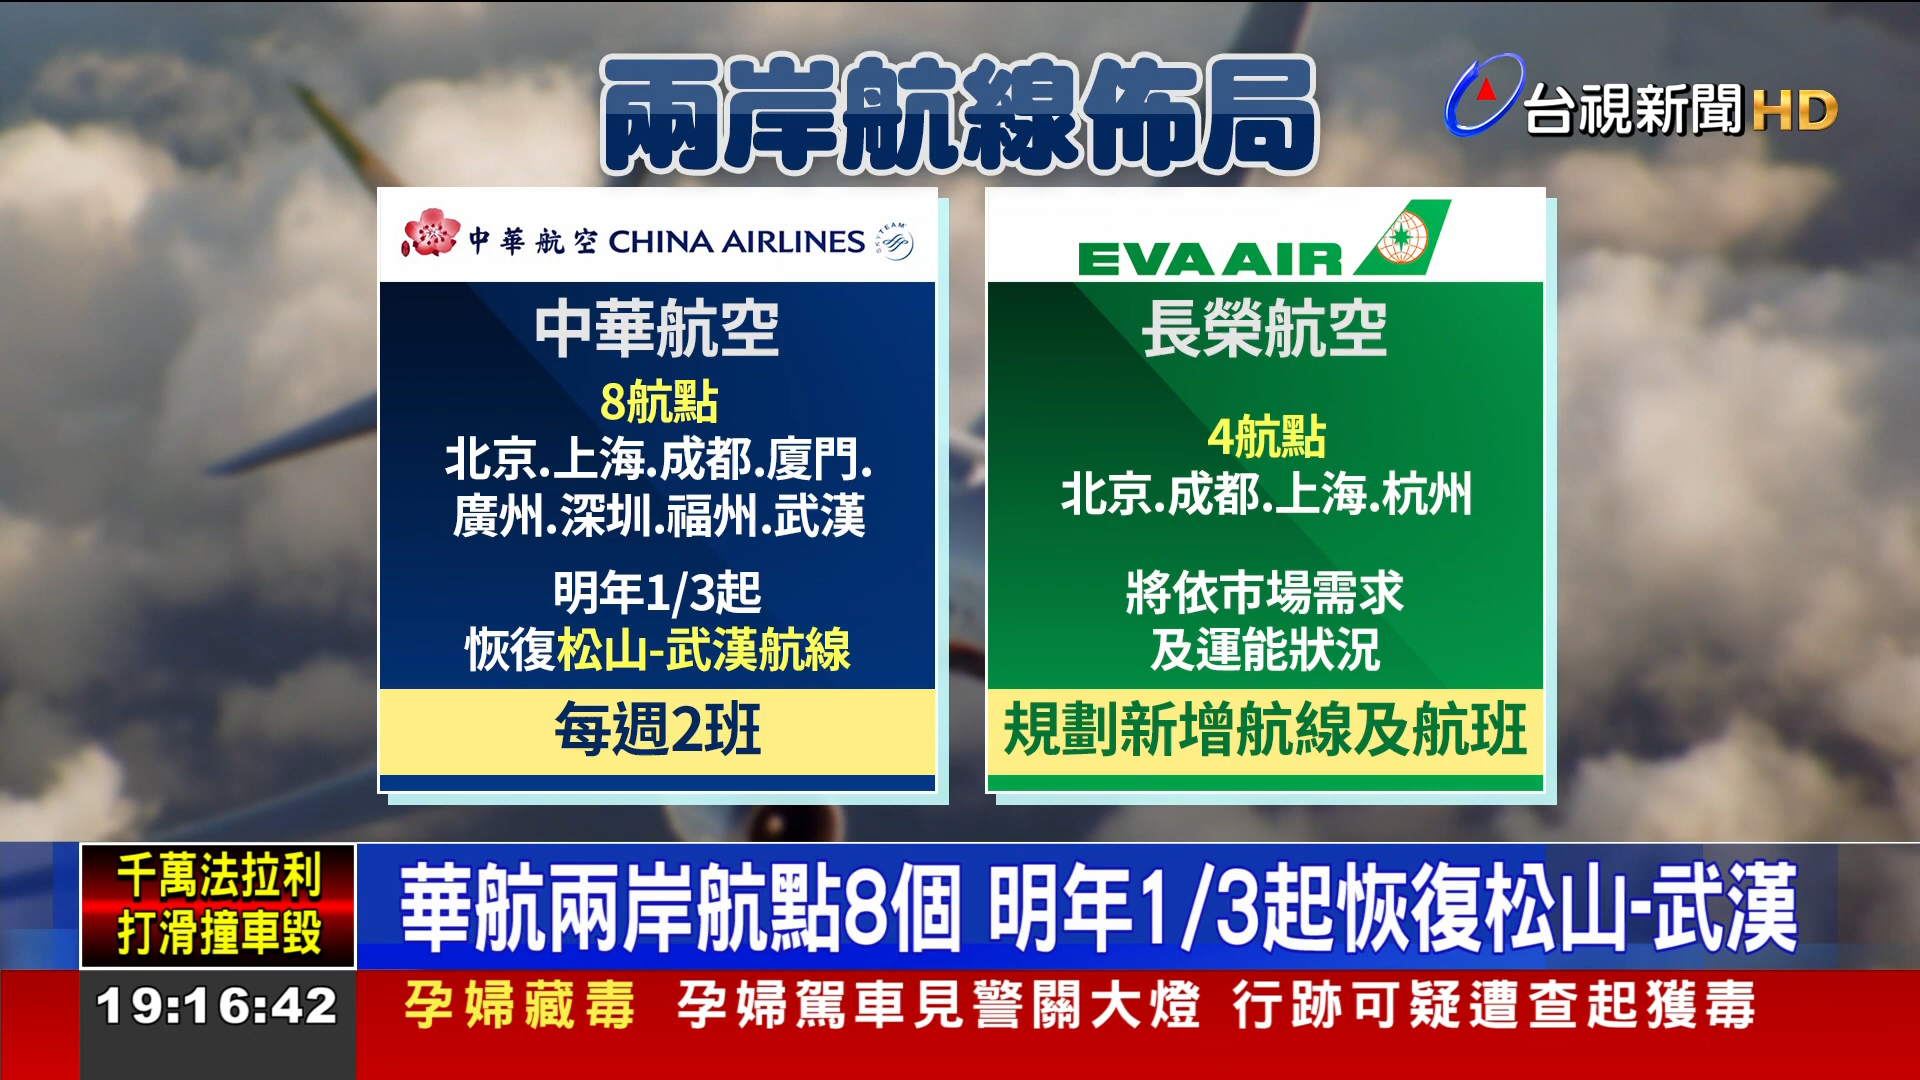 兩岸航線佈局
台視新聞HD
中華航空 CHINA AIRLINES SKYTEAM
中華航空
8航點
北京.上海.成都.廈門.
廣州.深圳.福州.武漢
明年1/3起
恢復松山-武漢航線
每週2班
EVA AIR
長榮航空
4航點
北京.成都.上海.杭州
將依市場需求
及運能狀況
規劃新增航線及航班
千萬法拉利
打滑撞車毀
華航兩岸航點8個 明年1/3起恢復松山-武漢
19:16:42
孕婦藏毒 孕婦駕車見警關大燈 行跡可疑遭查起獲毒